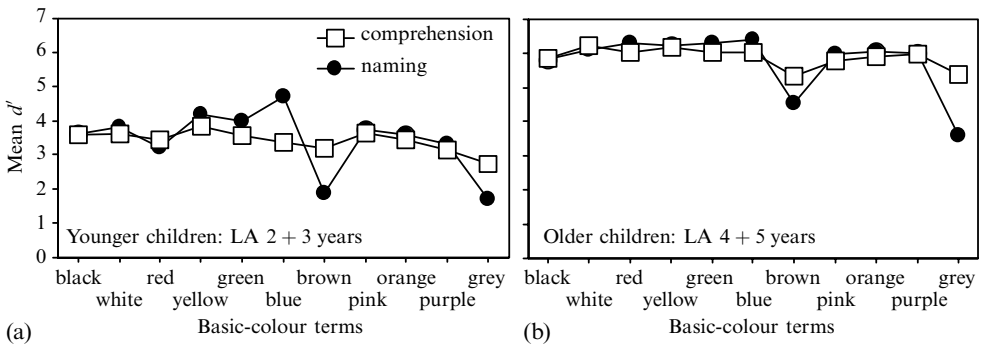 7
6
5
4
3
2
1
0
Mean d′
comprehension
naming
Younger children: LA 2 + 3 years
black red green brown orange grey
white yellow blue pink purple
(a) Basic-colour terms
Older children: LA 4 + 5 years
black red green brown orange grey
white yellow blue pink purple
(b) Basic-colour terms